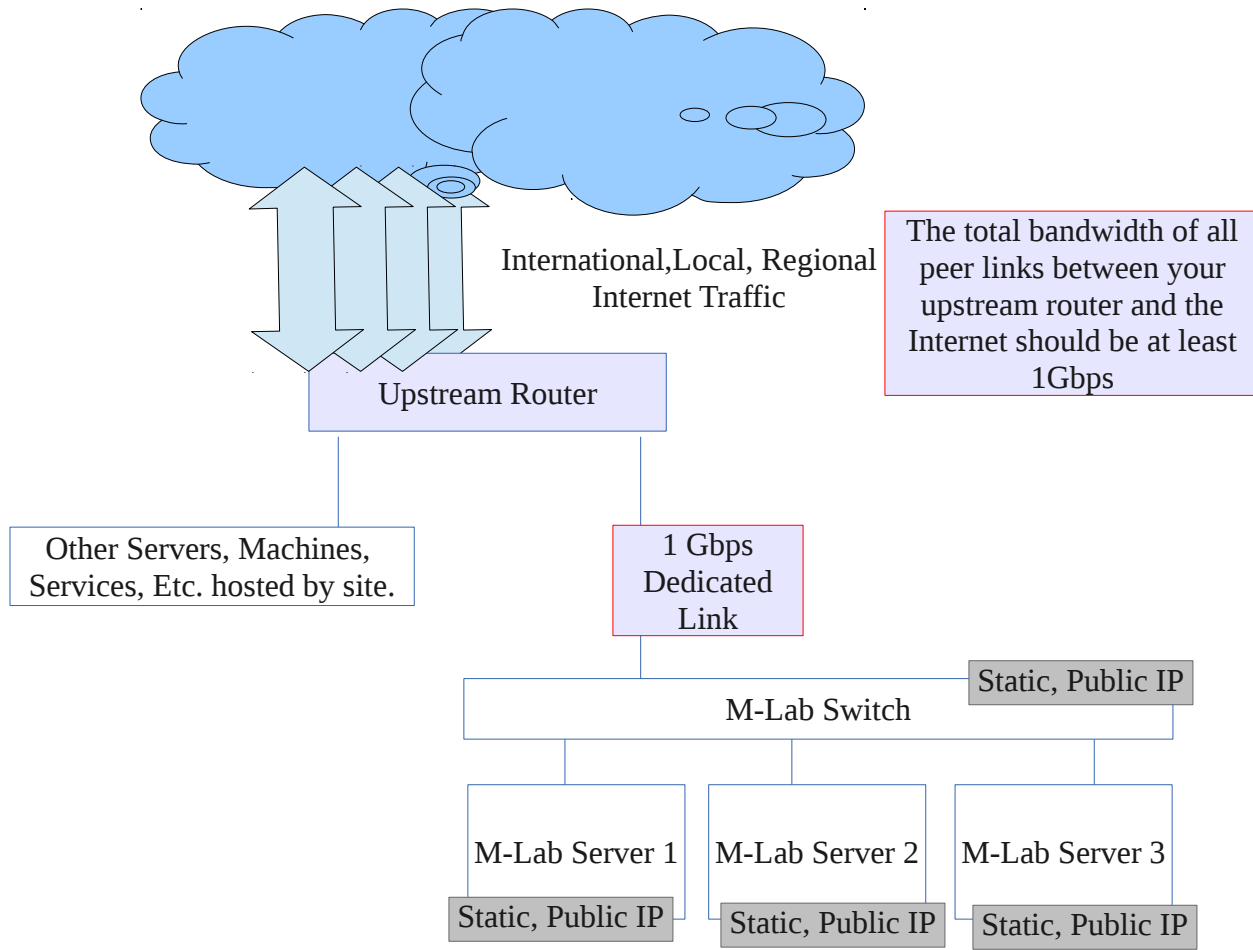 International,Local, Regional
Internet Traffic
The total bandwidth of all
peer links between your
upstream router and the
Internet should be at least
1Gbps
Upstream Router
Other Servers, Machines,
Services, Etc. hosted by site.
1 Gbps
Dedicated
Link
Static, Public IP
M-Lab Switch
M-Lab Server 1
M-Lab Server 2
M-Lab Server 3
Static, Public IP
Static, Public IP
Static, Public IP